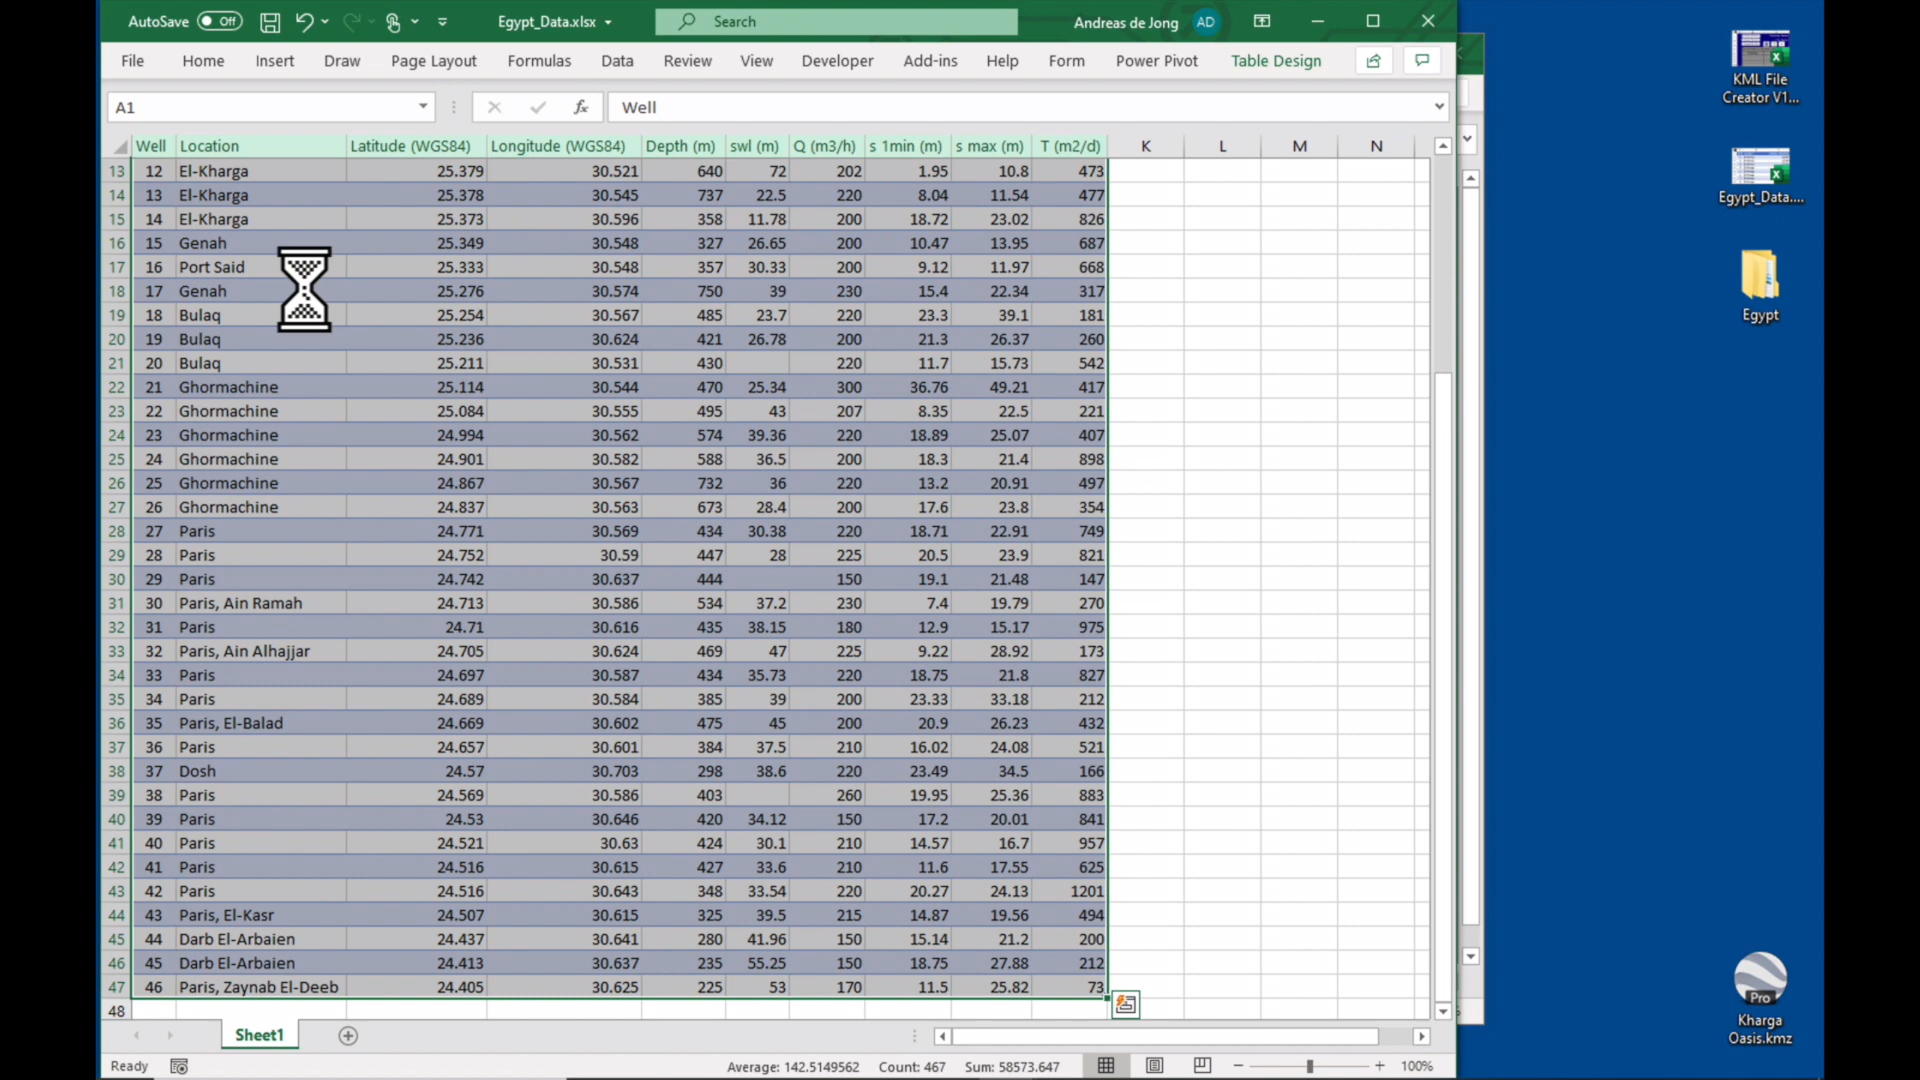 AutoSave Off Egypt_Data.xlsx Search Andreas de Jong AD
File Home Insert Draw Page Layout Formulas Data Review View Developer Add-ins Help Form Power Pivot Table Design
A1 fx Well
Well Location Latitude (WGS84) Longitude (WGS84) Depth (m) swl (m) Q (m3/h) s 1min (m) s max (m) T (m2/d) K L M N
13 12 El-Kharga 25.379 30.521 640 72 202 1.95 10.8 473
14 13 El-Kharga 25.378 30.545 737 22.5 220 8.04 11.54 477
15 14 El-Kharga 25.373 30.596 358 11.78 200 18.72 23.02 826
16 15 Genah 25.349 30.548 327 26.65 200 10.47 13.95 687
17 16 Port Said 25.333 30.548 357 30.33 200 9.12 11.97 668
18 17 Genah 25.276 30.574 750 39 230 15.4 22.34 317
19 18 Bulaq 25.254 30.567 485 23.7 220 23.3 39.1 181
20 19 Bulaq 25.236 30.624 421 26.78 200 21.3 26.37 260
21 20 Bulaq 25.211 30.531 430 220 11.7 15.73 542
22 21 Ghormachine 25.114 30.544 470 25.34 300 36.76 49.21 417
23 22 Ghormachine 25.084 30.555 495 43 207 8.35 22.5 221
24 23 Ghormachine 24.994 30.562 574 39.36 220 18.89 25.07 407
25 24 Ghormachine 24.901 30.582 588 36.5 200 18.3 21.4 898
26 25 Ghormachine 24.867 30.567 732 36 220 13.2 20.91 497
27 26 Ghormachine 24.837 30.563 673 28.4 200 17.6 23.8 354
28 27 Paris 24.771 30.569 434 30.38 220 18.71 22.91 749
29 28 Paris 24.752 30.59 447 28 225 20.5 23.9 821
30 29 Paris 24.742 30.637 444 150 19.1 21.48 147
31 30 Paris, Ain Ramah 24.713 30.586 534 37.2 230 7.4 19.79 270
32 31 Paris 24.71 30.616 435 38.15 180 12.9 15.17 975
33 32 Paris, Ain Alhajjar 24.705 30.624 469 47 225 9.22 28.92 173
34 33 Paris 24.697 30.587 434 35.73 220 18.75 21.8 827
35 34 Paris 24.689 30.584 385 39 200 23.33 33.18 212
36 35 Paris, El-Balad 24.669 30.602 475 45 200 20.9 26.23 432
37 36 Paris 24.657 30.601 384 37.5 210 16.02 24.08 521
38 37 Dosh 24.57 30.703 298 38.6 220 23.49 34.5 166
39 38 Paris 24.569 30.586 403 260 19.95 25.36 883
40 39 Paris 24.53 30.646 420 34.12 150 17.2 20.01 841
41 40 Paris 24.521 30.63 424 30.1 210 14.57 16.7 957
42 41 Paris 24.516 30.615 427 33.6 210 11.6 17.55 625
43 42 Paris 24.516 30.643 348 33.54 220 20.27 24.13 1201
44 43 Paris, El-Kasr 24.507 30.615 325 39.5 215 14.87 19.56 494
45 44 Darb El-Arbaien 24.437 30.641 280 41.96 150 15.14 21.2 200
46 45 Darb El-Arbaien 24.413 30.637 235 55.25 150 18.75 27.88 212
47 46 Paris, Zaynab El-Deeb 24.405 30.625 225 53 170 11.5 25.82 73
48
Sheet1
Ready Average: 142.5149562 Count: 467 Sum: 58573.647 100%
KML File
Creator V1...
Egypt_Data....
Egypt
Pro
Kharga
Oasis.kmz